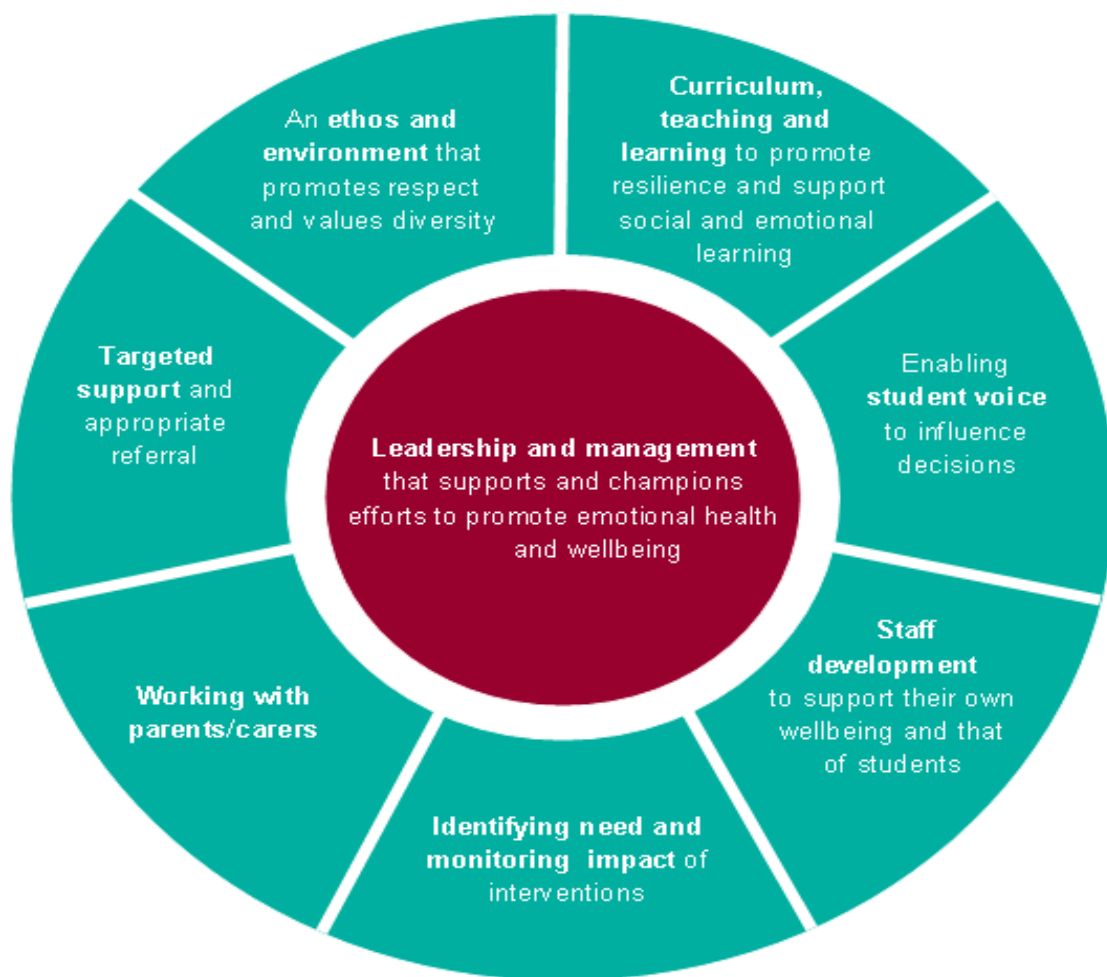 An ethos and
environment that
promotes respect
and values diversity
Curriculum,
teaching and
learning to promote
resilience and support
social and emotional
learning
Enabling
student voice
to influence
decisions
Staff
development
to support their own
wellbeing and that
of students
Identifying need and
monitoring impact of
interventions
Working with
parents/carers
Targeted
support and
appropriate
referral
Leadership and management
that supports and champions
efforts to promote emotional health
and wellbeing